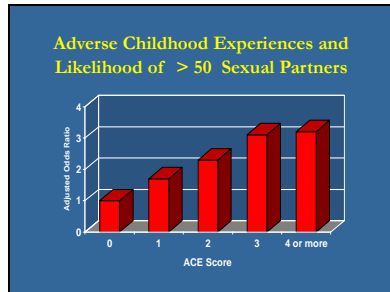 Adverse Childhood Experiences and
Likelihood of > 50 Sexual Partners
4
3
2
1
0
Adjusted Odds Ratio
0 1 2 3 4 or more
ACE Score